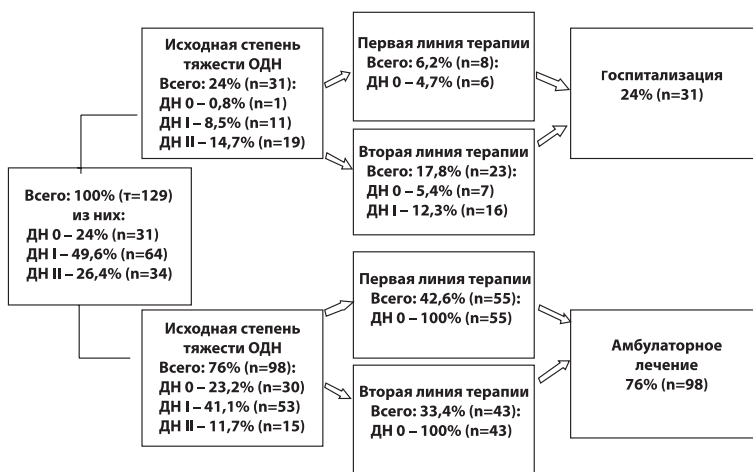 Всего: 100% (т=129)
из них:
ДН 0 – 24% (n=31)
ДН I – 49,6% (n=64)
ДН II – 26,4% (n=34)
Исходная степень
тяжести ОДН
Всего: 24% (n=31):
ДН 0 – 0,8% (n=1)
ДН I – 8,5% (n=11)
ДН II – 14,7% (n=19)
Первая линия терапии
Всего: 6,2% (n=8):
ДН 0 – 4,7% (n=6)
Вторая линия терапии
Всего: 17,8% (n=23):
ДН 0 – 5,4% (n=7)
ДН I – 12,3% (n=16)
Госпитализация
24% (n=31)
Исходная степень
тяжести ОДН
Всего: 76% (n=98):
ДН 0 – 23,2% (n=30)
ДН I – 41,1% (n=53)
ДН II – 11,7% (n=15)
Первая линия терапии
Всего: 42,6% (n=55):
ДН 0 – 100% (n=55)
Вторая линия терапии
Всего: 33,4% (n=43):
ДН 0 – 100% (n=43)
Амбулаторное
лечение
76% (n=98)